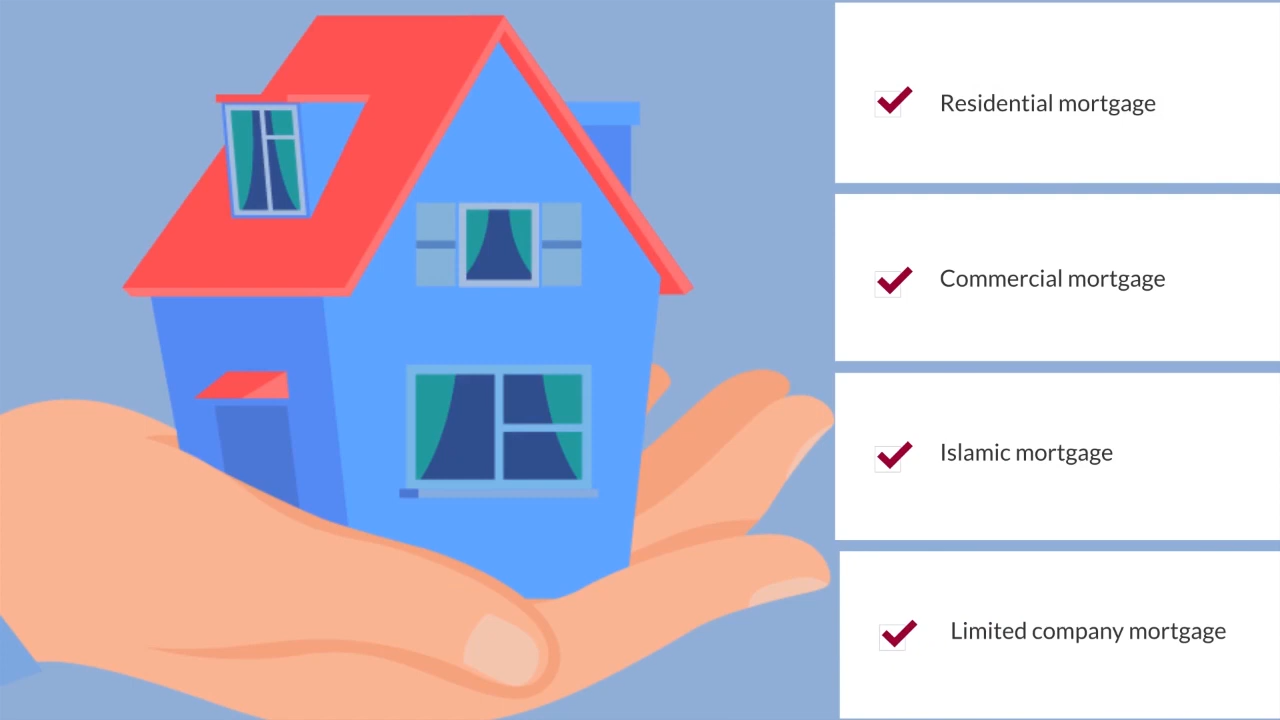 Residential mortgage
Commercial mortgage
Islamic mortgage
Limited company mortgage